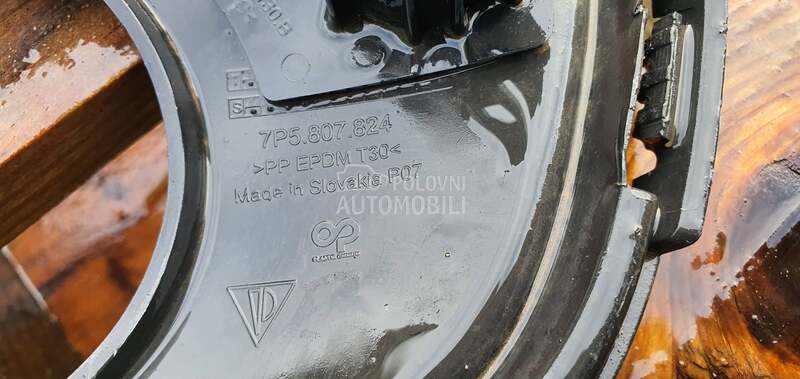 S
7P5.807.824
>PP EPDM T30<
Made in Slovakia P07
POLOVNI
AUTOMOBILI